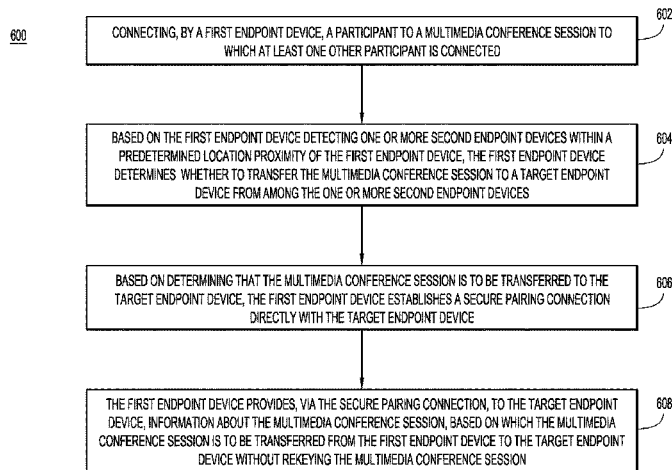 600
602
CONNECTING, BY A FIRST ENDPOINT DEVICE, A PARTICIPANT TO A MULTIMEDIA CONFERENCE SESSION TO
WHICH AT LEAST ONE OTHER PARTICIPANT IS CONNECTED
604
BASED ON THE FIRST ENDPOINT DEVICE DETECTING ONE OR MORE SECOND ENDPOINT DEVICES WITHIN A
PREDETERMINED LOCATION PROXIMITY OF THE FIRST ENDPOINT DEVICE, THE FIRST ENDPOINT DEVICE
DETERMINES WHETHER TO TRANSFER THE MULTIMEDIA CONFERENCE SESSION TO A TARGET ENDPOINT
DEVICE FROM AMONG THE ONE OR MORE SECOND ENDPOINT DEVICES
606
BASED ON DETERMINING THAT THE MULTIMEDIA CONFERENCE SESSION IS TO BE TRANSFERRED TO THE
TARGET ENDPOINT DEVICE, THE FIRST ENDPOINT DEVICE ESTABLISHES A SECURE PAIRING CONNECTION
DIRECTLY WITH THE TARGET ENDPOINT DEVICE
608
THE FIRST ENDPOINT DEVICE PROVIDES, VIA THE SECURE PAIRING CONNECTION, TO THE TARGET ENDPOINT
DEVICE, INFORMATION ABOUT THE MULTIMEDIA CONFERENCE SESSION, BASED ON WHICH THE MULTIMEDIA
CONFERENCE SESSION IS TO BE TRANSFERRED FROM THE FIRST ENDPOINT DEVICE TO THE TARGET ENDPOINT
DEVICE WITHOUT REKEYING THE MULTIMEDIA CONFERENCE SESSION